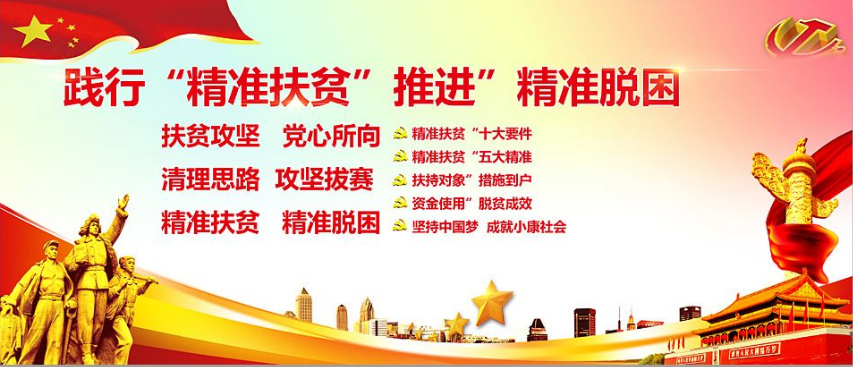 践行“精准扶贫”推进”精准脱困
扶贫攻坚 党心所向
清理思路 攻坚拔赛
精准扶贫 精准脱困
精准扶贫“十大要件
精准扶贫“五大精准
扶持对象”措施到户
资金使用”脱贫成效
坚持中国梦 成就小康社会